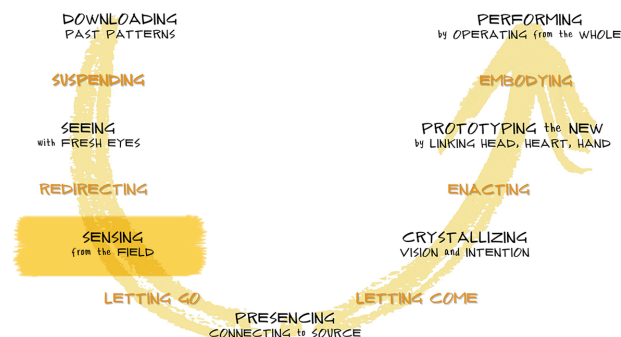 DOWNLOADING
PAST PATTERNS
SUSPENDING
SEEING
with FRESH EYES
REDIRECTING
SENSING
from the FIELD
LETTING GO
PRESENCING
CONNECTING to SOURCE
LETTING COME
CRYSTALLIZING
VISION and INTENTION
ENACTING
PROTOTYPING the NEW
by LINKING HEAD, HEART, HAND
EMBODYING
PERFORMING
by OPERATING from the WHOLE